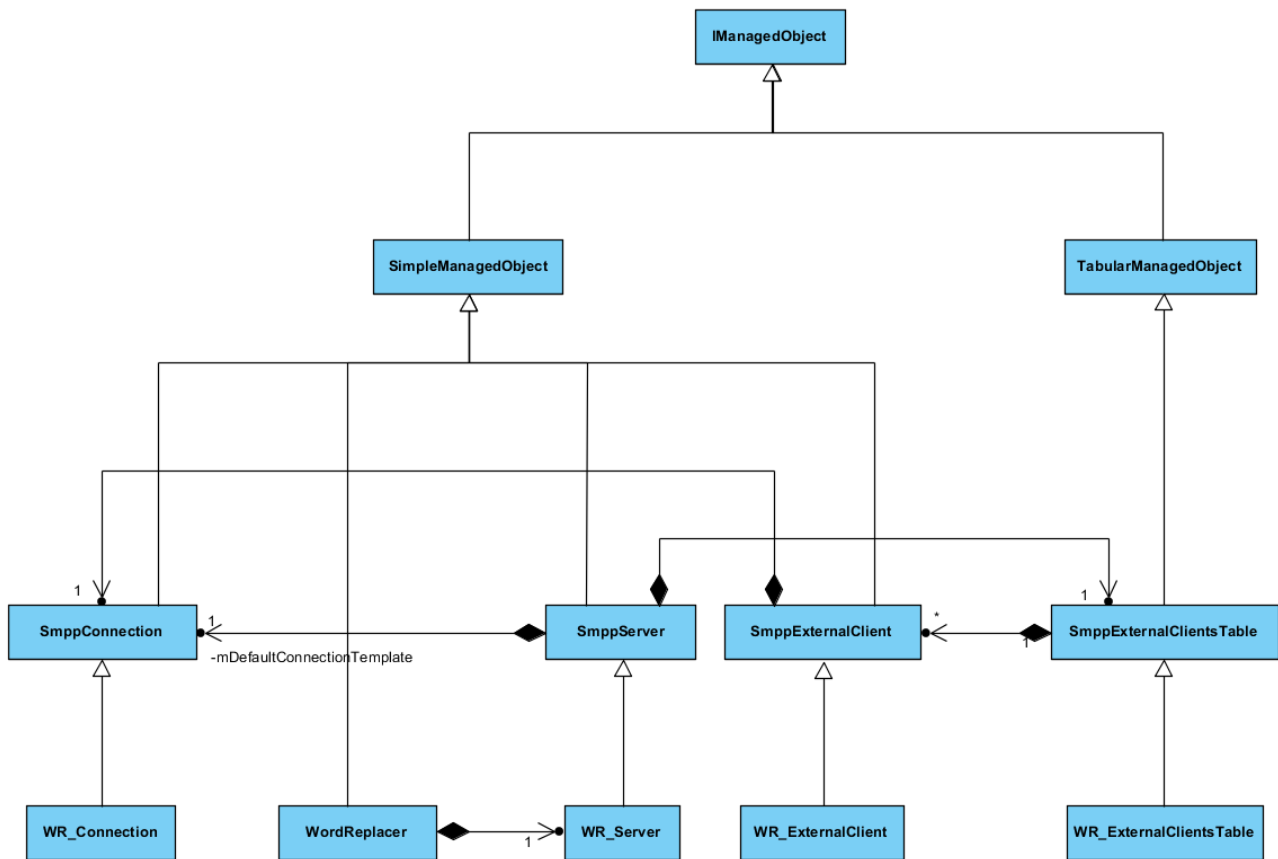 IManagedObject
SimpleManagedObject
TabularManagedObject
1
1
SmppConnection
1
SmppServer
SmppExternalClient
*
1
SmppExternalClientsTable
-mDefaultConnectionTemplate
WR_Connection
WordReplacer
1
WR_Server
WR_ExternalClient
WR_ExternalClientsTable